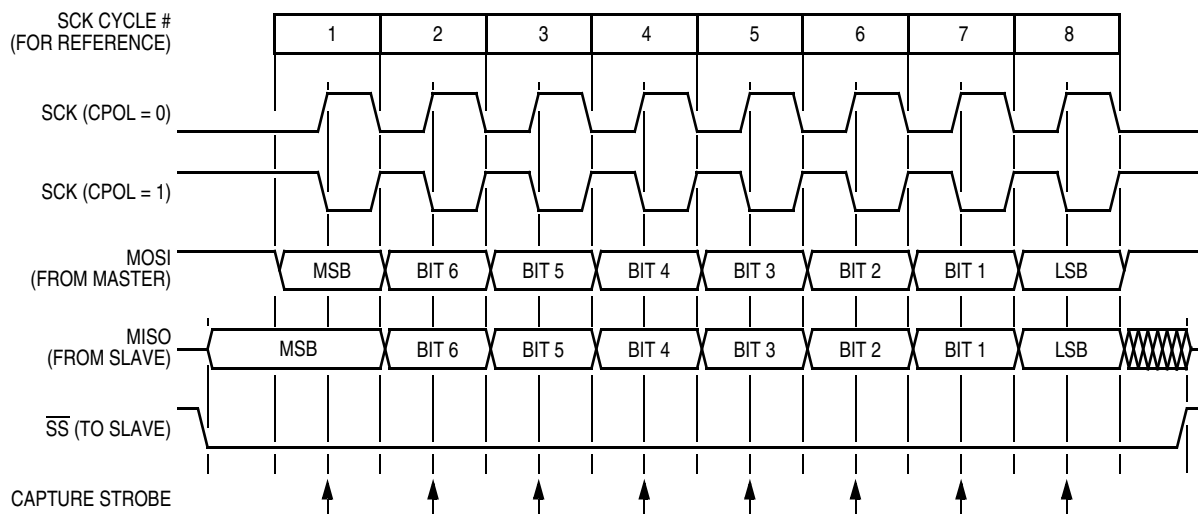 SCK CYCLE #
(FOR REFERENCE)
1 2 3 4 5 6 7 8
SCK (CPOL = 0)
SCK (CPOL = 1)
MOSI
(FROM MASTER)
MSB BIT 6 BIT 5 BIT 4 BIT 3 BIT 2 BIT 1 LSB
MISO
(FROM SLAVE)
MSB BIT 6 BIT 5 BIT 4 BIT 3 BIT 2 BIT 1 LSB
S̅S̅ (TO SLAVE)
CAPTURE STROBE